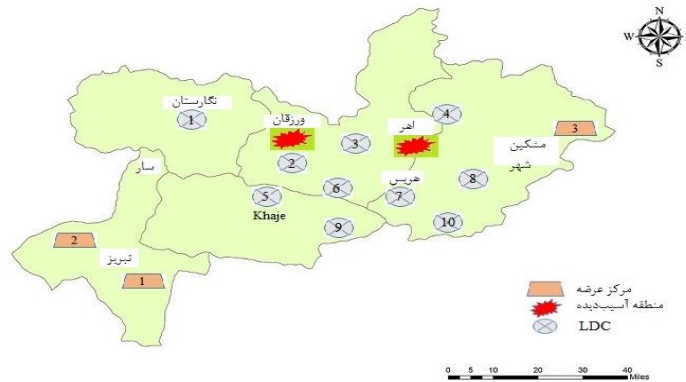 N
W E
S
نگارستان
1
ورزقان
2
3
اهر
4
3
مشکین
شهر
سار
5
Khaje
6
هریس
7
8
9
10
2
تبریز
1
مرکز عرضه
منطقه آسیب‌دیده
LDC
0 5 10 20 30 40
Miles